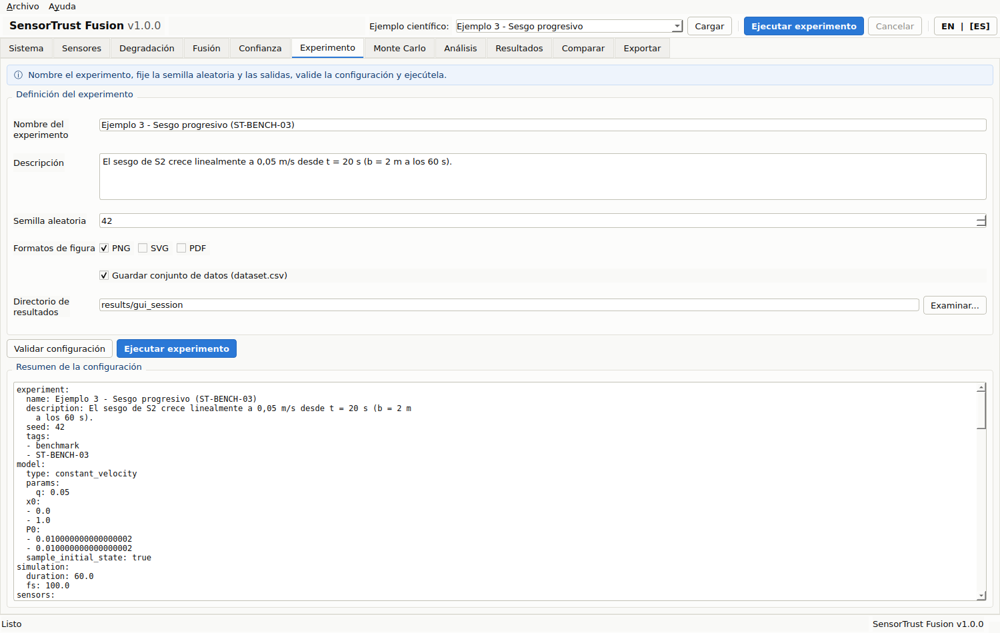 Archivo Ayuda
SensorTrust Fusion v1.0.0
Ejemplo científico: Ejemplo 3 - Sesgo progresivo Cargar Ejecutar experimento Cancelar EN | [ES]
Sistema Sensores Degradación Fusión Confianza Experimento Monte Carlo Análisis Resultados Comparar Exportar
ⓘ Nombre el experimento, fije la semilla aleatoria y las salidas, valide la configuración y ejecútela.
Definición del experimento
Nombre del
experimento
Ejemplo 3 - Sesgo progresivo (ST-BENCH-03)
Descripción
El sesgo de S2 crece linealmente a 0,05 m/s desde t = 20 s (b = 2 m a los 60 s).
Semilla aleatoria 42
Formatos de figura PNG SVG PDF
Guardar conjunto de datos (dataset.csv)
Directorio de
resultados
results/gui_session Examinar...
Validar configuración Ejecutar experimento
Resumen de la configuración
experiment:
  name: Ejemplo 3 - Sesgo progresivo (ST-BENCH-03)
  description: El sesgo de S2 crece linealmente a 0,05 m/s desde t = 20 s (b = 2 m
    a los 60 s).
  seed: 42
  tags:
  - benchmark
  - ST-BENCH-03
model:
  type: constant_velocity
  params:
    q: 0.05
  x0:
  - 0.0
  - 1.0
  P0:
  - 0.010000000000000002
  - 0.010000000000000002
  sample_initial_state: true
simulation:
  duration: 60.0
  fs: 100.0
sensors:
Listo SensorTrust Fusion v1.0.0